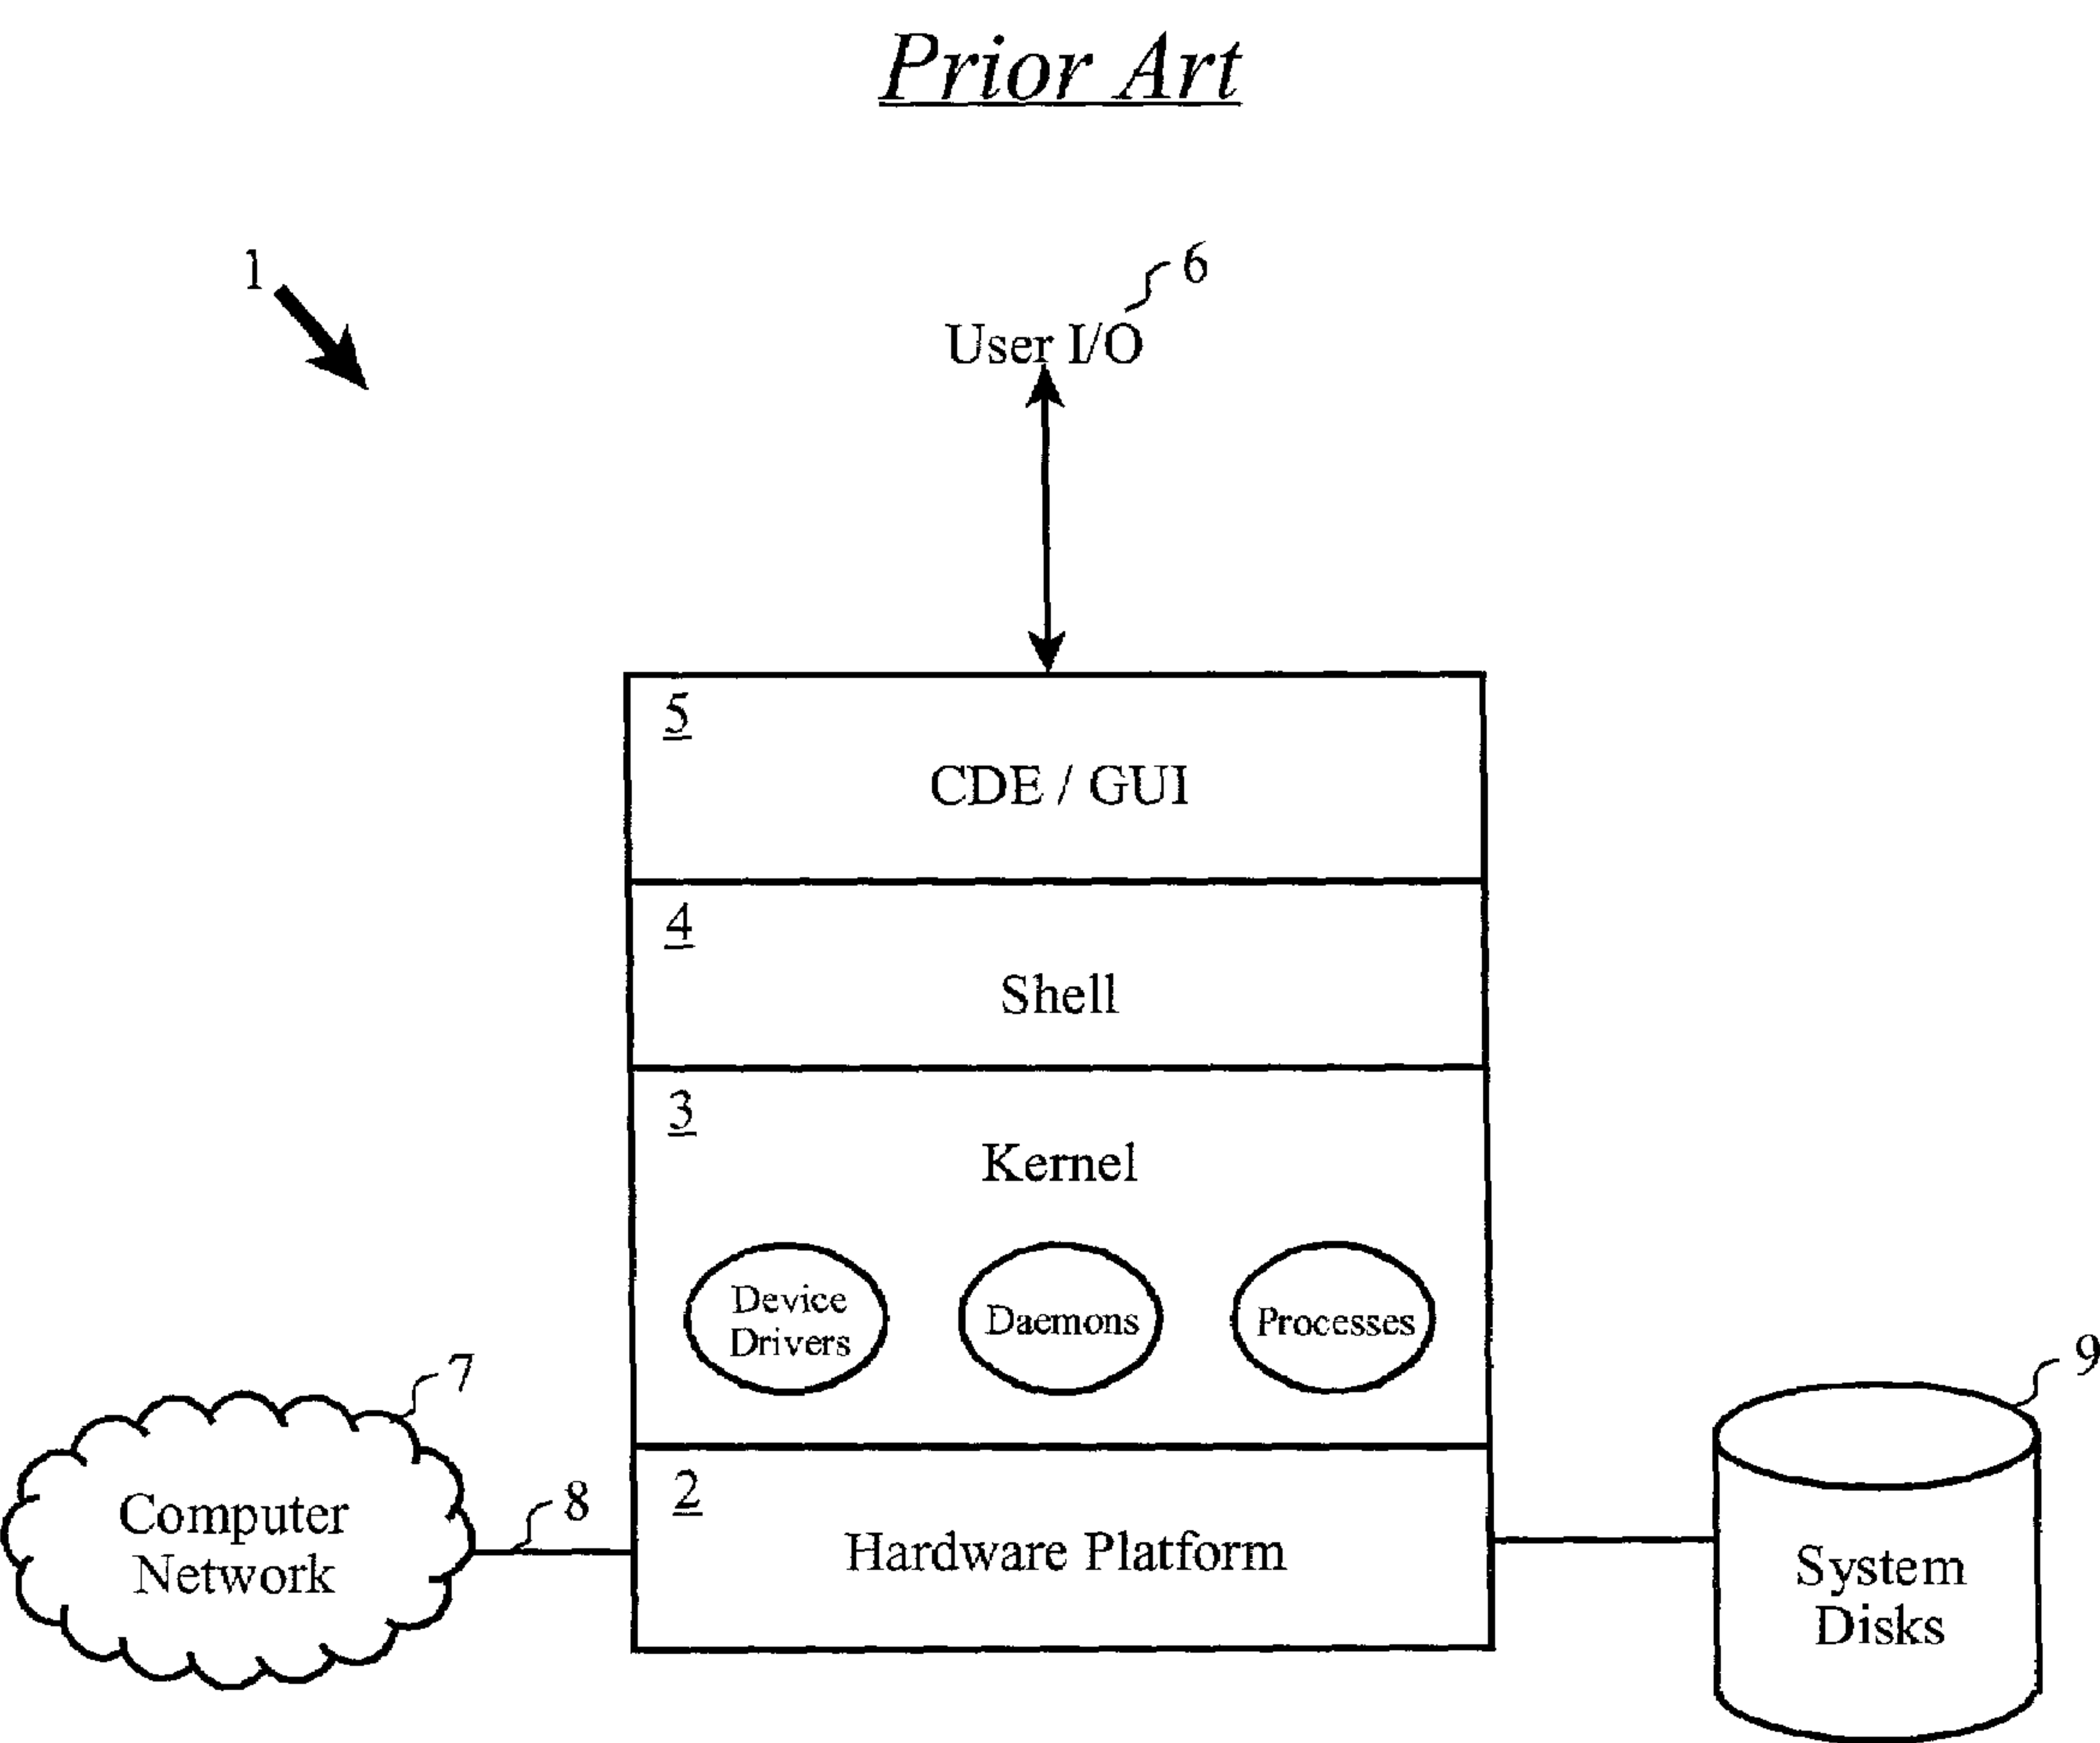 Prior Art
1
6
User I/O
5
CDE / GUI
4
Shell
3
Kernel
Device
Drivers
Daemons
Processes
7
Computer
Network
8
2
Hardware Platform
9
System
Disks